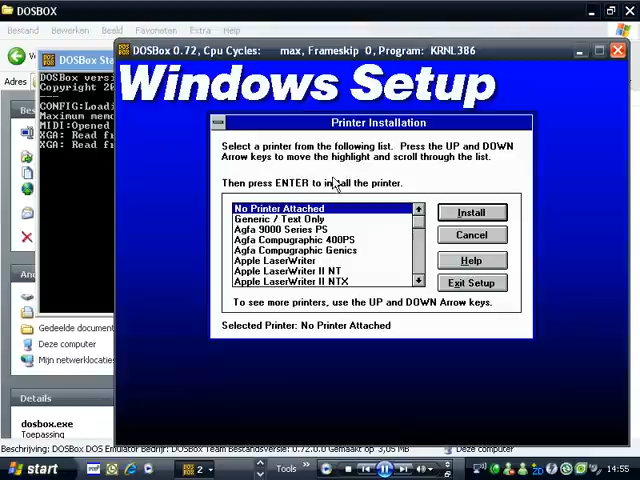 DOSBox 0.72, Cpu Cycles: max, Frameskip 0, Program: KRNL386
Bestand Bewerken Beeld Favorieten Extra Help
DOSBox Sta
Adres
DOSBox vers
Copyright 20
---
CONFIG:Loadi
Maximum memo
MIDI:Opened
XGA: Read fr
XGA: Read fr
Windows Setup
Printer Installation
Select a printer from the following list. Press the UP and DOWN
Arrow keys to move the highlight and scroll through the list.
Then press ENTER to install the printer.
No Printer Attached
Generic / Text Only
Agfa 9000 Series PS
Agfa Compugraphic 400PS
Agfa Compugraphic Genics
Apple LaserWriter
Apple LaserWriter II NT
Apple LaserWriter II NTX
Install
Cancel
Help
Exit Setup
To see more printers, use the UP and DOWN Arrow keys.
Selected Printer: No Printer Attached
Gedeelde document
Deze computer
Mijn netwerklocaties
Details
dosbox.exe
Toepassing
Beschrijving: DOSBox DOS Emulator Bedrijf: DOSBox Team Bestandsversie: 0.72.0.0 Gemaakt op 3,05 MB Deze computer
start
2
Tools
14:55